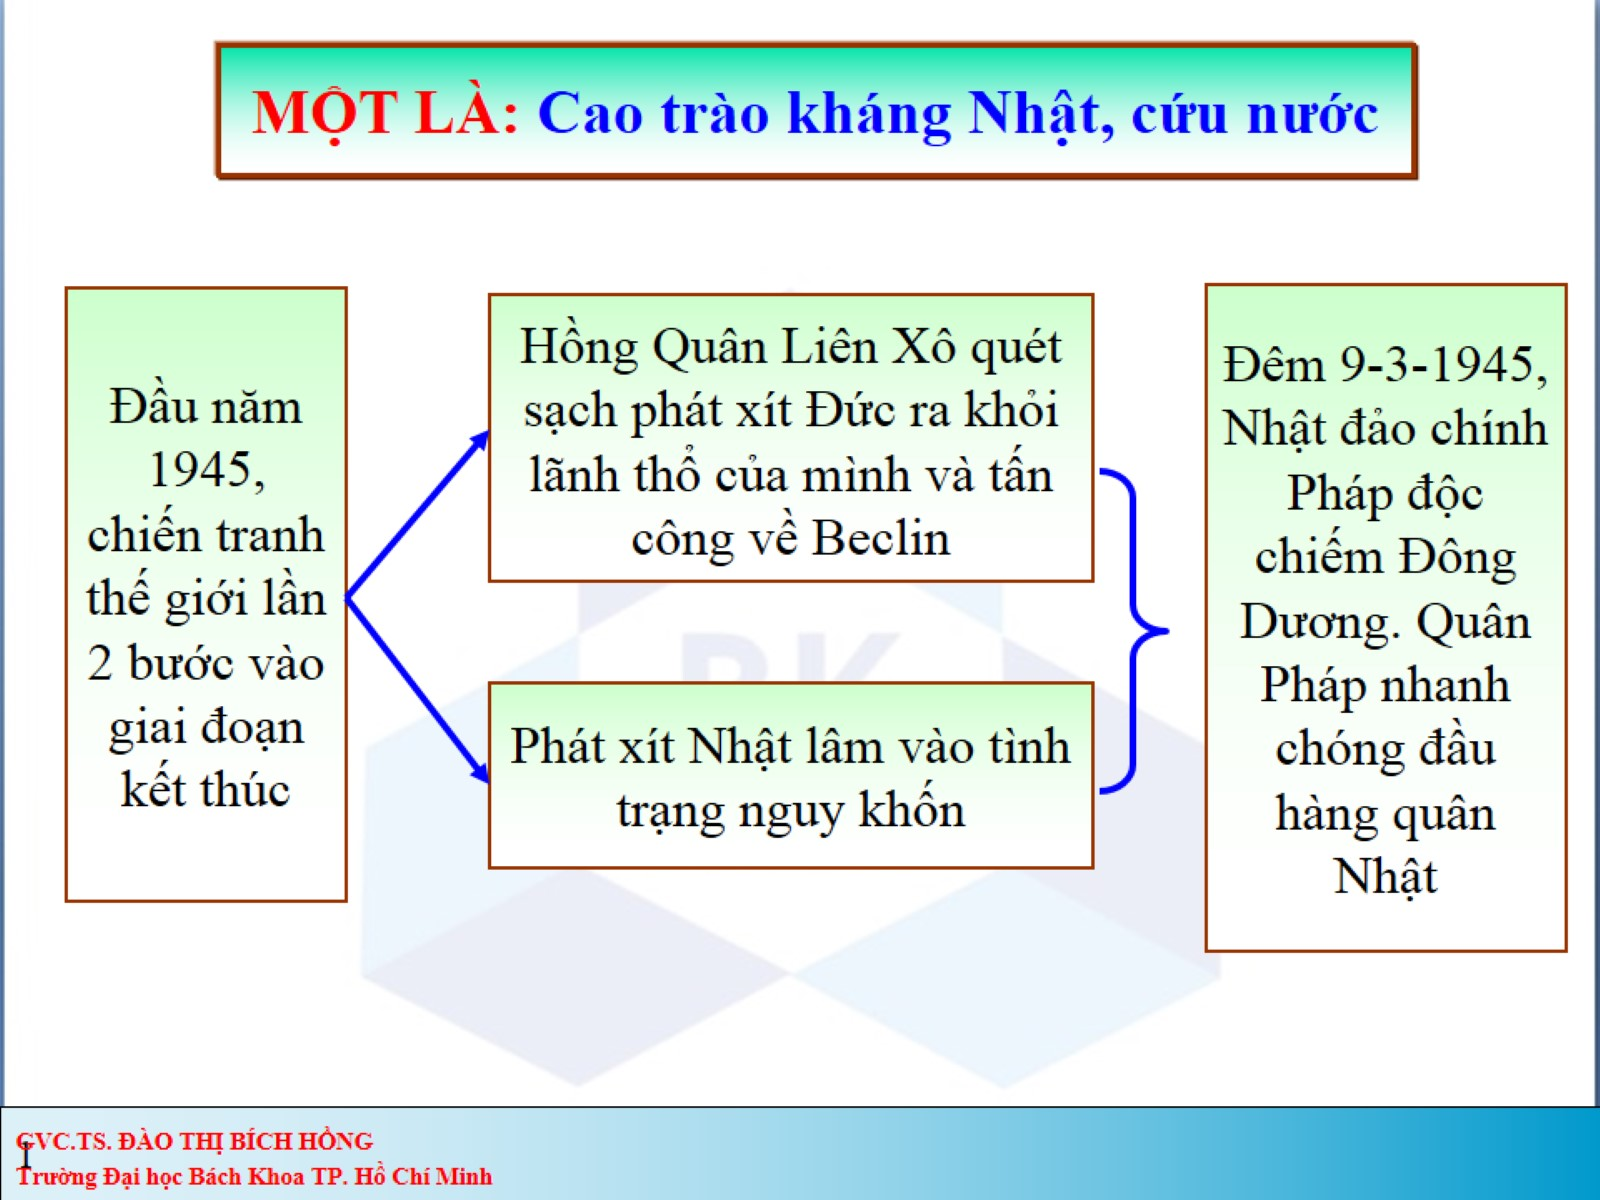 MỘT LÀ: Cao trào kháng Nhật, cứu nước
Đầu năm
1945,
chiến tranh
thế giới lần
2 bước vào
giai đoạn
kết thúc
Hồng Quân Liên Xô quét
sạch phát xít Đức ra khỏi
lãnh thổ của mình và tấn
công về Beclin
Phát xít Nhật lâm vào tình
trạng nguy khốn
Đêm 9-3-1945,
Nhật đảo chính
Pháp độc
chiếm Đông
Dương. Quân
Pháp nhanh
chóng đầu
hàng quân
Nhật
BK
GVC.TS. ĐÀO THỊ BÍCH HỒNG
1
Trường Đại học Bách Khoa TP. Hồ Chí Minh